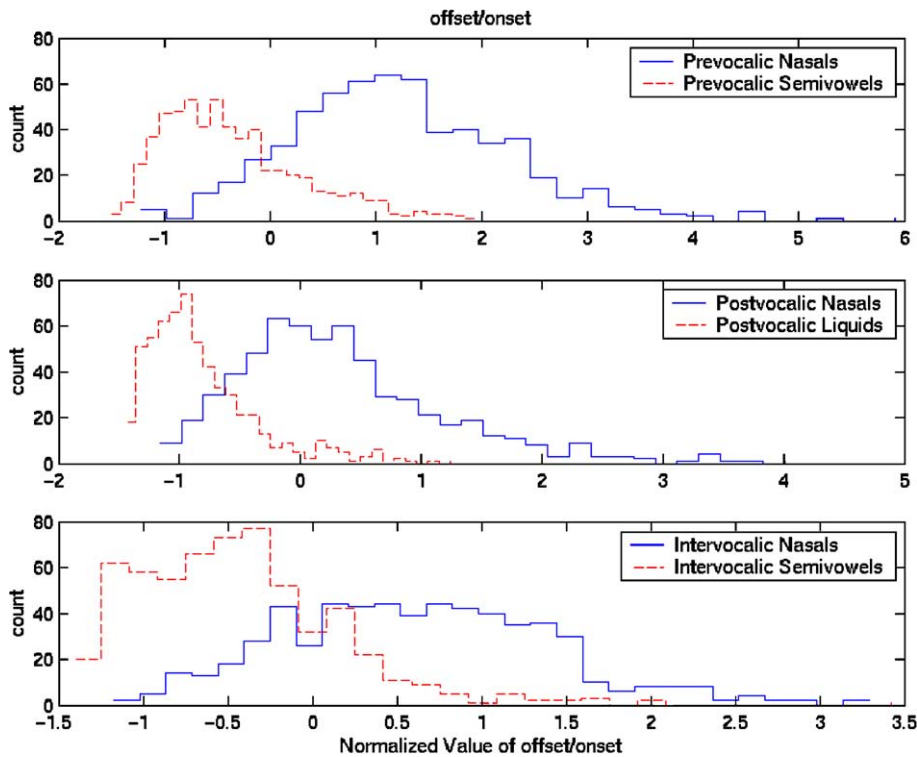 offset/onset
80
60
40
20
0
count
Prevocalic Nasals
Prevocalic Semivowels
−2 −1 0 1 2 3 4 5 6
80
60
40
20
0
count
Postvocalic Nasals
Postvocalic Liquids
−2 −1 0 1 2 3 4 5
80
60
40
20
0
count
Intervocalic Nasals
Intervocalic Semivowels
−1.5 −1 −0.5 0 0.5 1 1.5 2 2.5 3 3.5
Normalized Value of offset/onset